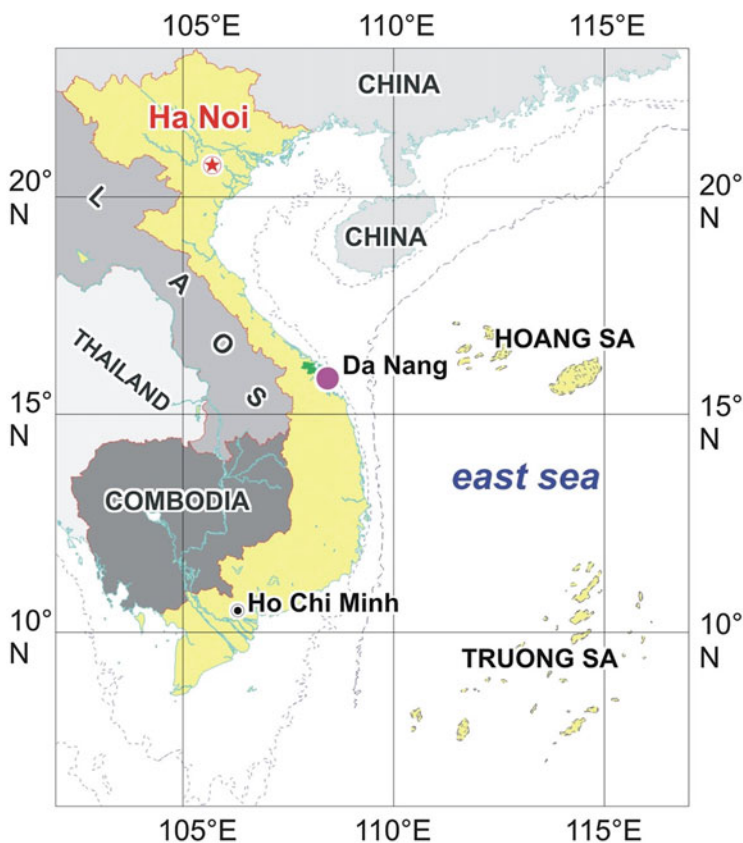 105°E 110°E 115°E
CHINA
Ha Noi
20°
N
20°
N
LAOS
CHINA
THAILAND
HOANG SA
Da Nang
15°
N
15°
N
east sea
COMBODIA
Ho Chi Minh
10°
N
10°
N
TRUONG SA
105°E 110°E 115°E